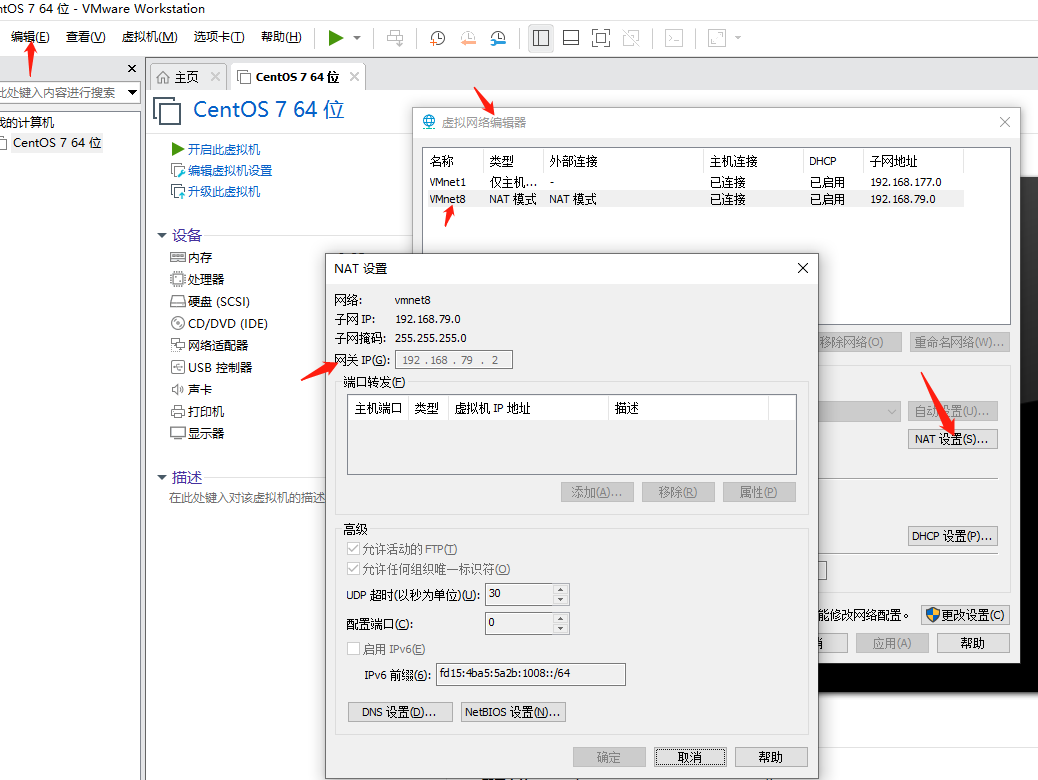 ntOS 7 64 位 - VMware Workstation
编辑(E) 查看(V) 虚拟机(M) 选项卡(T) 帮助(H)
此处键入内容进行搜索
主页
CentOS 7 64 位
我的计算机
CentOS 7 64 位
CentOS 7 64 位
开启此虚拟机
编辑虚拟机设置
升级此虚拟机
设备
内存
处理器
硬盘 (SCSI)
CD/DVD (IDE)
网络适配器
USB 控制器
声卡
打印机
显示器
描述
在此处键入对该虚拟机的描述
虚拟网络编辑器
名称 类型 外部连接 主机连接 DHCP 子网地址
VMnet1 仅主机... - 已连接 已启用 192.168.177.0
VMnet8 NAT 模式 NAT 模式 已连接 已启用 192.168.79.0
移除网络(O) 重命名网络(W)...
自动设置(U)...
NAT 设置(S)...
DHCP 设置(P)...
能修改网络配置。 更改设置(C)
消 应用(A) 帮助
NAT 设置
网络: vmnet8
子网 IP: 192.168.79.0
子网掩码: 255.255.255.0
网关 IP(G): 192 . 168 . 79 . 2
端口转发(F)
主机端口 类型 虚拟机 IP 地址 描述
添加(A)... 移除(R) 属性(P)
高级
允许活动的 FTP(T)
允许任何组织唯一标识符(O)
UDP 超时(以秒为单位)(U): 30
配置端口(C): 0
启用 IPv6(E)
IPv6 前缀(6): fd15:4ba5:5a2b:1008::/64
DNS 设置(D)... NetBIOS 设置(N)...
确定 取消 帮助